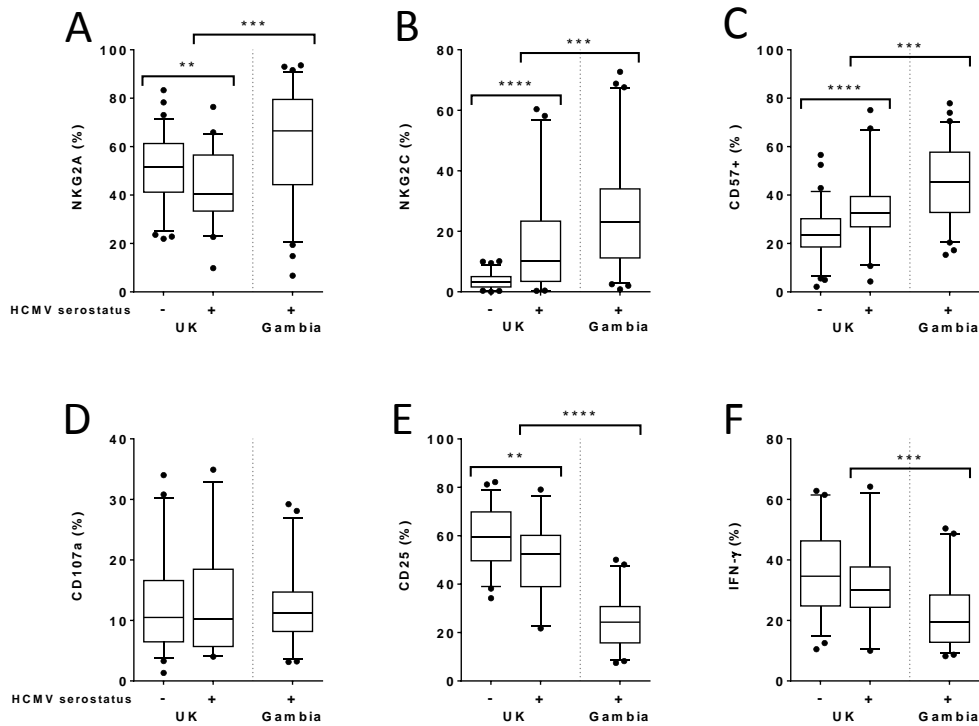 A
B
C
*** *** ***
** **** ****
100
80
60
40
20
0
NKG2A (%)
80
60
40
20
0
NKG2C (%)
100
80
60
40
20
0
CD57+ (% )
HCMV serostatus - + + - + + - + +
UK Gambia UK Gambia UK Gambia
D
E
F
**** ***
**
40
30
20
10
0
CD107a (%)
100
80
60
40
20
0
CD25 (%)
80
60
40
20
0
IFN-γ (%)
HCMV serostatus - + + - + + - + +
UK Gambia UK Gambia UK Gambia